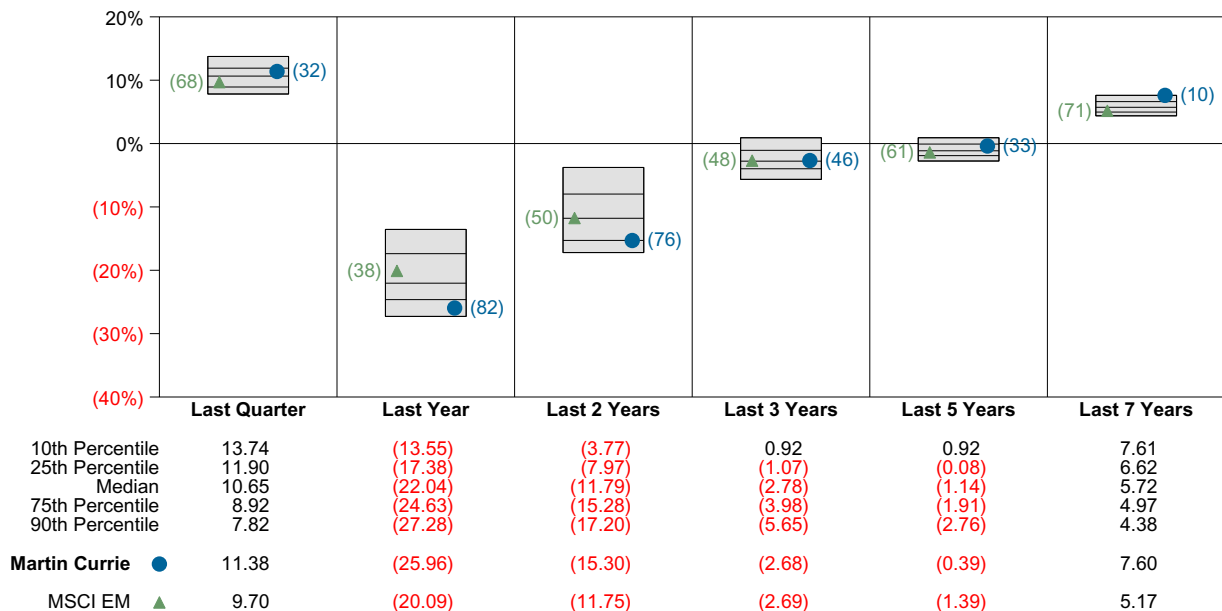 20%
10%
0%
(10%)
(20%)
(30%)
(40%)
(68) (32)
(38) (82)
(50) (76)
(48) (46)
(61) (33)
(71) (10)
Last Quarter Last Year Last 2 Years Last 3 Years Last 5 Years Last 7 Years
10th Percentile 13.74 (13.55) (3.77) 0.92 0.92 7.61
25th Percentile 11.90 (17.38) (7.97) (1.07) (0.08) 6.62
Median 10.65 (22.04) (11.79) (2.78) (1.14) 5.72
75th Percentile 8.92 (24.63) (15.28) (3.98) (1.91) 4.97
90th Percentile 7.82 (27.28) (17.20) (5.65) (2.76) 4.38
Martin Currie 11.38 (25.96) (15.30) (2.68) (0.39) 7.60
MSCI EM 9.70 (20.09) (11.75) (2.69) (1.39) 5.17